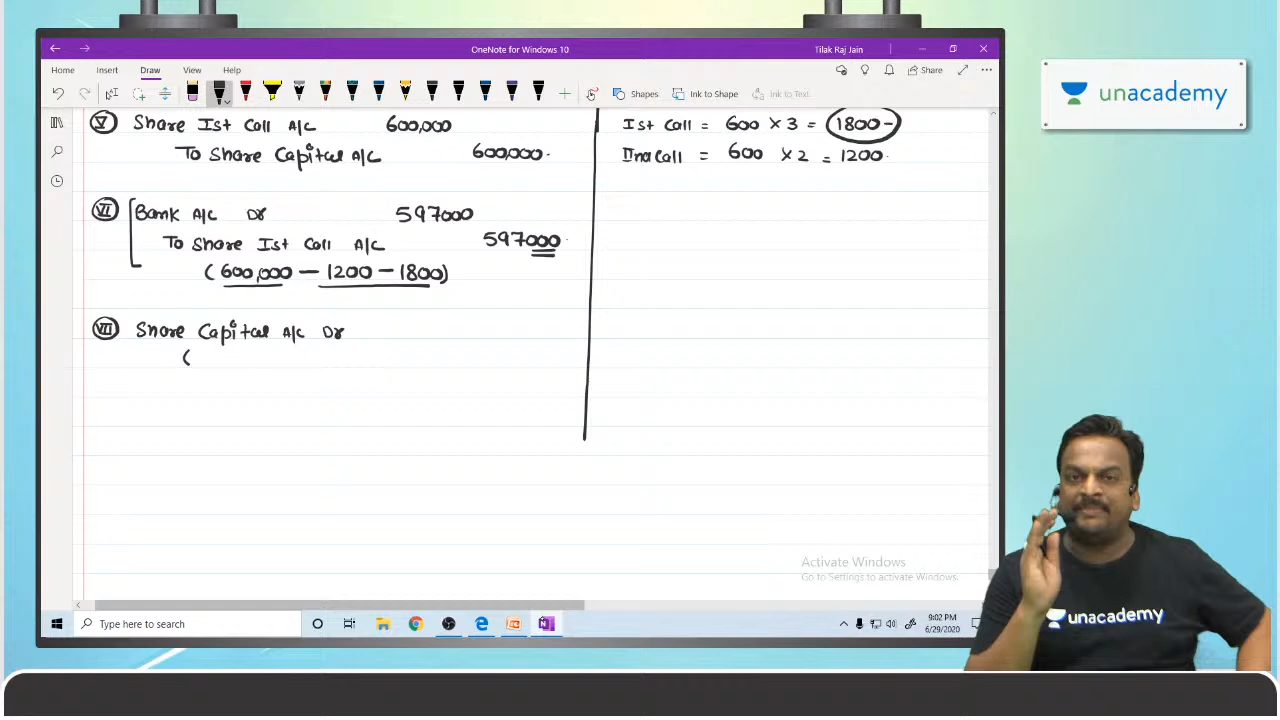 OneNote for Windows 10
Tilak Raj Jain
Home Insert Draw View Help
Share
Shapes
Ink to Shape
Ink to Text
unacademy
V Share Ist Call A/c 600,000
To Share Capital A/c 600,000
Ist Call = 600 × 3 = 1800
IInd Call = 600 × 2 = 1200
VI Bank A/c Dr 597000
To Share Ist Call A/c 597000
(600,000 - 1200 - 1800)
VII Share Capital A/c Dr
(
Activate Windows
Go to Settings to activate Windows.
Type here to search
9:02 PM
6/29/2020
unacademy